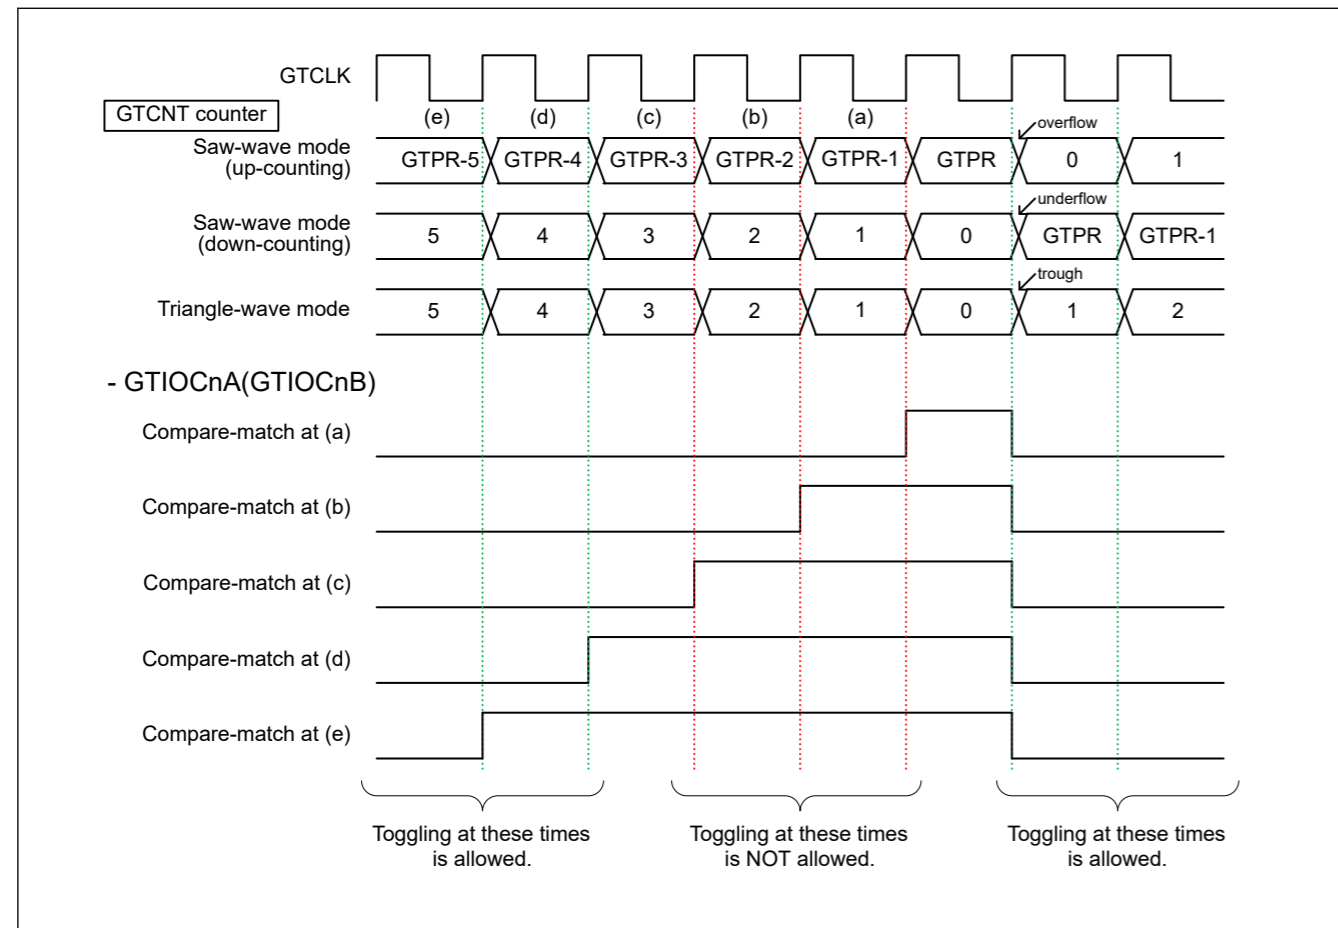 GTCLK
GTCNT counter
(e) (d) (c) (b) (a)
overflow
Saw-wave mode
(up-counting)
GTPR-5 GTPR-4 GTPR-3 GTPR-2 GTPR-1 GTPR 0 1
underflow
Saw-wave mode
(down-counting)
5 4 3 2 1 0 GTPR GTPR-1
trough
Triangle-wave mode 5 4 3 2 1 0 1 2
- GTIOCnA(GTIOCnB)
Compare-match at (a)
Compare-match at (b)
Compare-match at (c)
Compare-match at (d)
Compare-match at (e)
Toggling at these times
is allowed.
Toggling at these times
is NOT allowed.
Toggling at these times
is allowed.